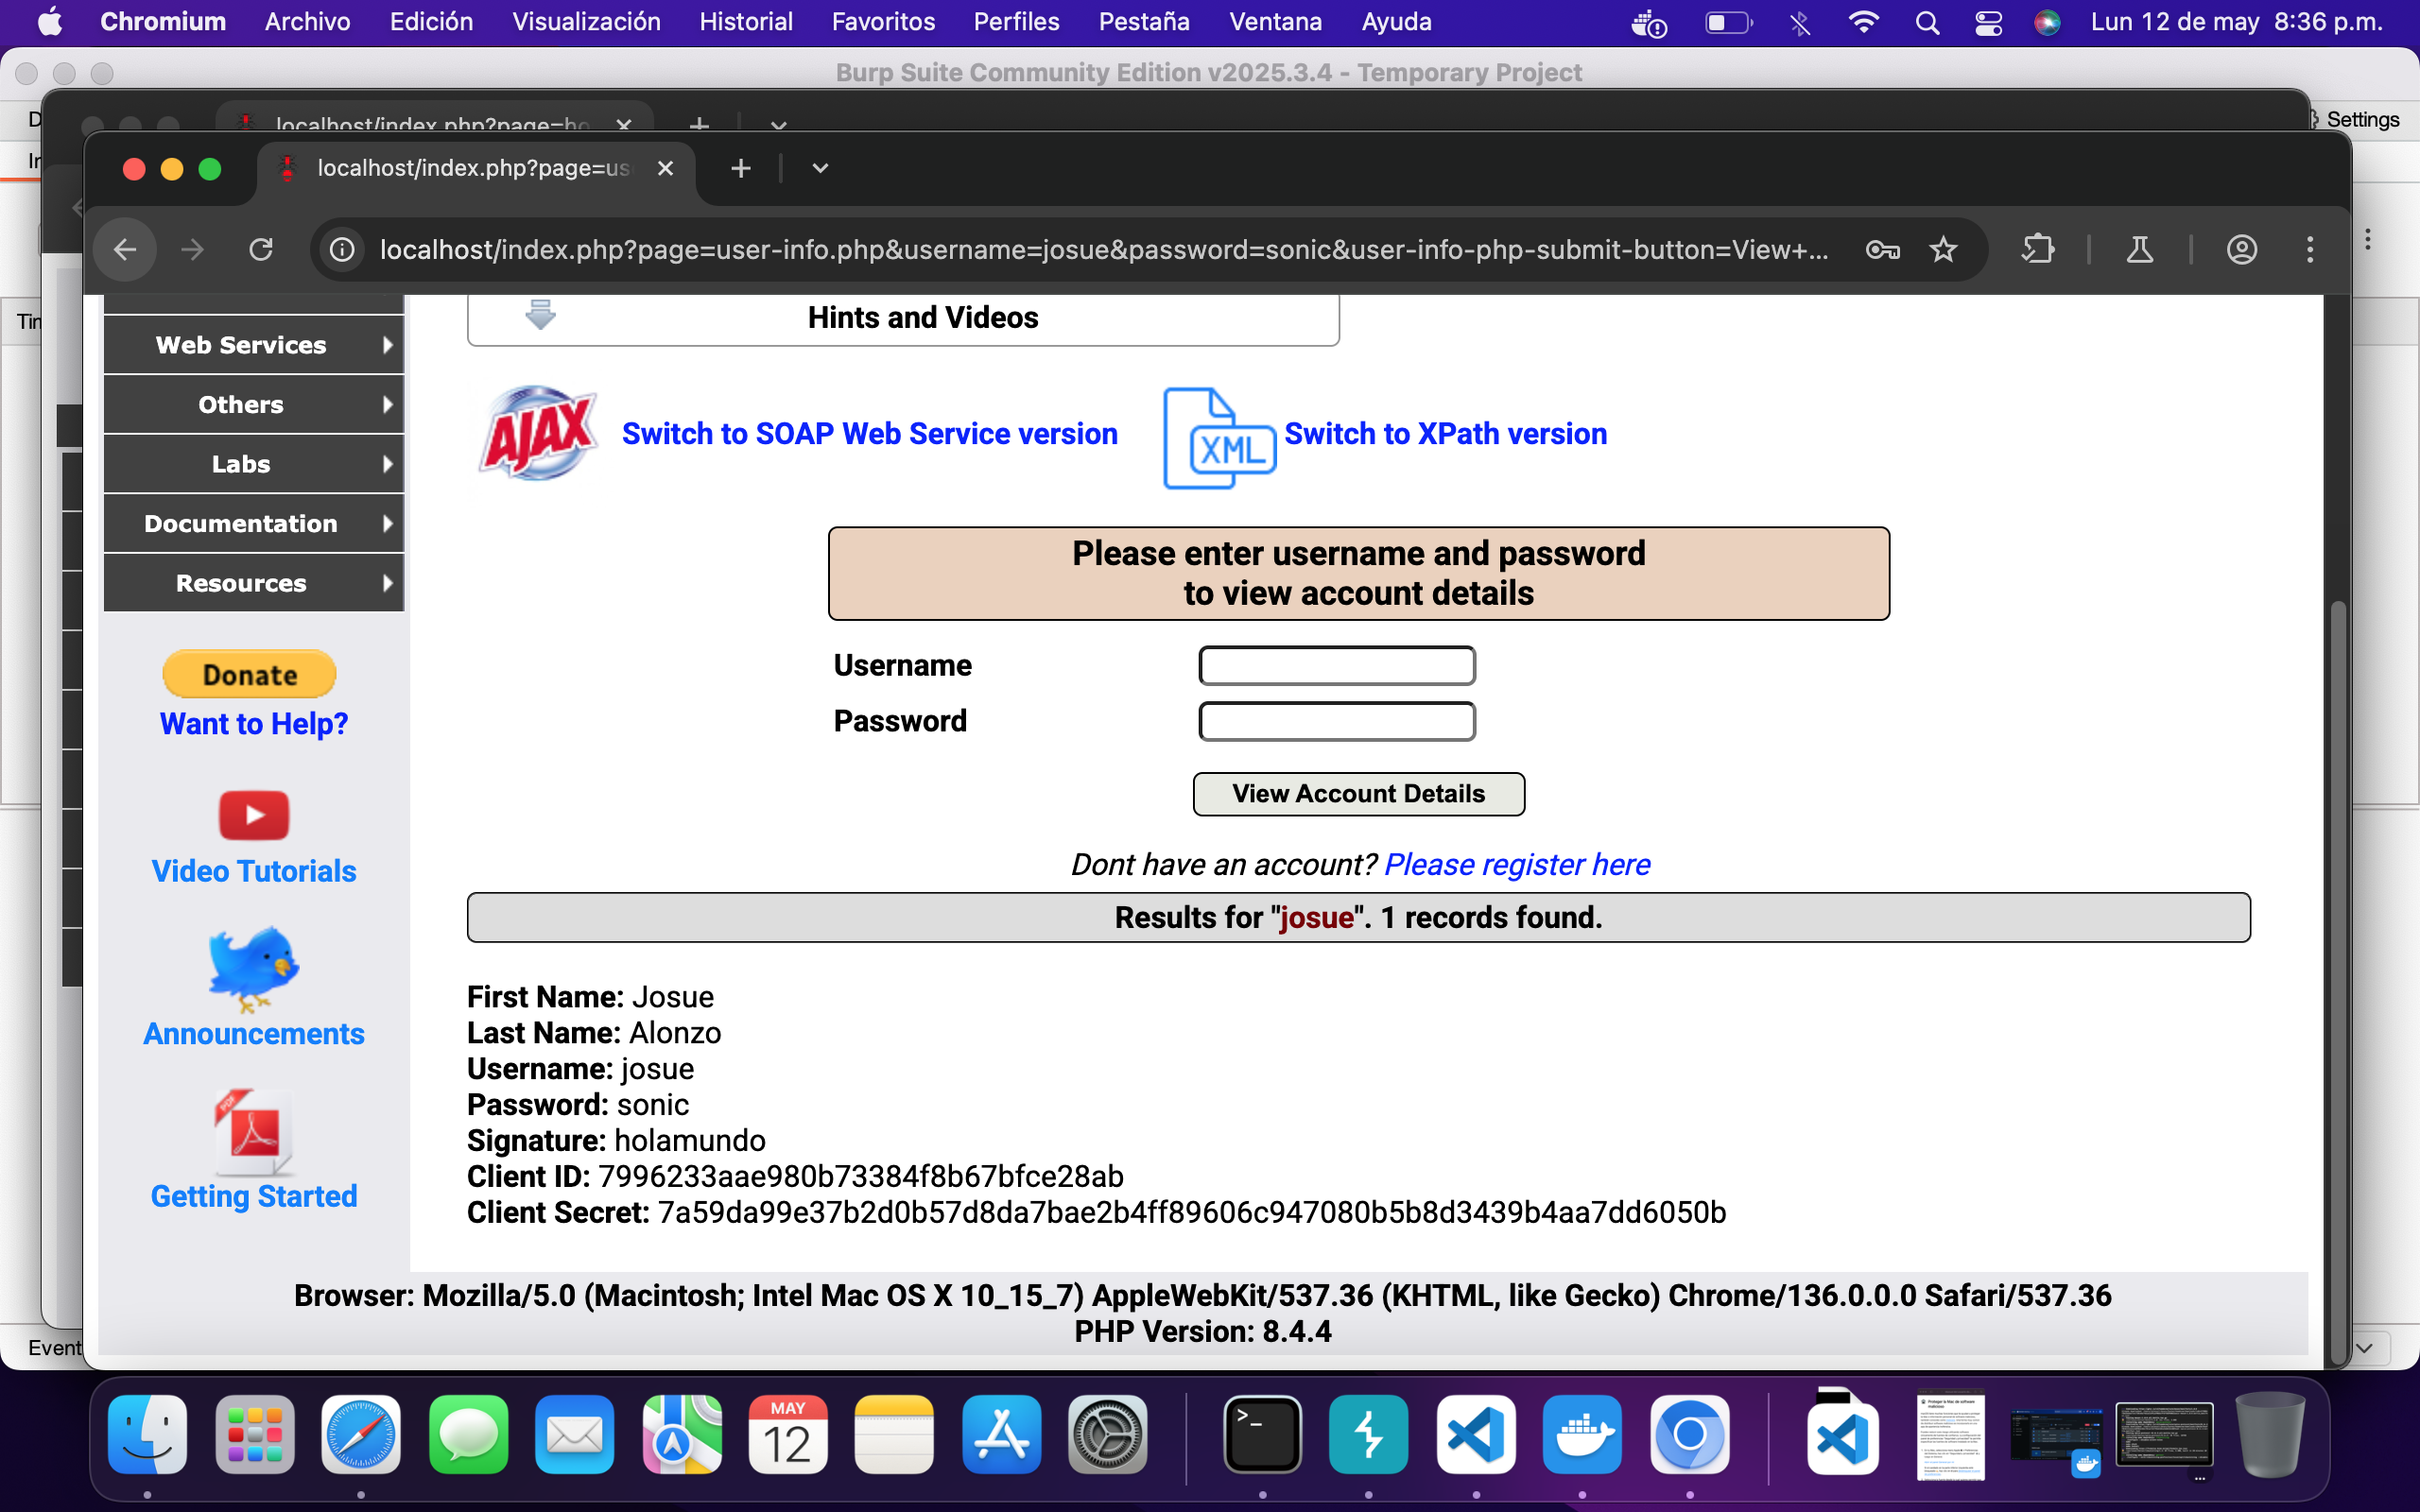 Chromium Archivo Edición Visualización Historial Favoritos Perfiles Pestaña Ventana Ayuda Lun 12 de may 8:36 p.m.
Burp Suite Community Edition v2025.3.4 - Temporary Project
Settings
localhost/index.php?page=ho
localhost/index.php?page=us
localhost/index.php?page=user-info.php&username=josue&password=sonic&user-info-php-submit-button=View+...
Hints and Videos
Web Services
Others
Labs
Documentation
Resources
AJAX
Switch to SOAP Web Service version
XML
Switch to XPath version
Please enter username and password
to view account details
Username
Password
View Account Details
Dont have an account? Please register here
Results for "josue". 1 records found.
Donate
Want to Help?
Video Tutorials
Announcements
PDF
Getting Started
First Name: Josue
Last Name: Alonzo
Username: josue
Password: sonic
Signature: holamundo
Client ID: 7996233aae980b73384f8b67bfce28ab
Client Secret: 7a59da99e37b2d0b57d8da7bae2b4ff89606c947080b5b8d3439b4aa7dd6050b
Browser: Mozilla/5.0 (Macintosh; Intel Mac OS X 10_15_7) AppleWebKit/537.36 (KHTML, like Gecko) Chrome/136.0.0.0 Safari/537.36
PHP Version: 8.4.4
Event
MAY
12